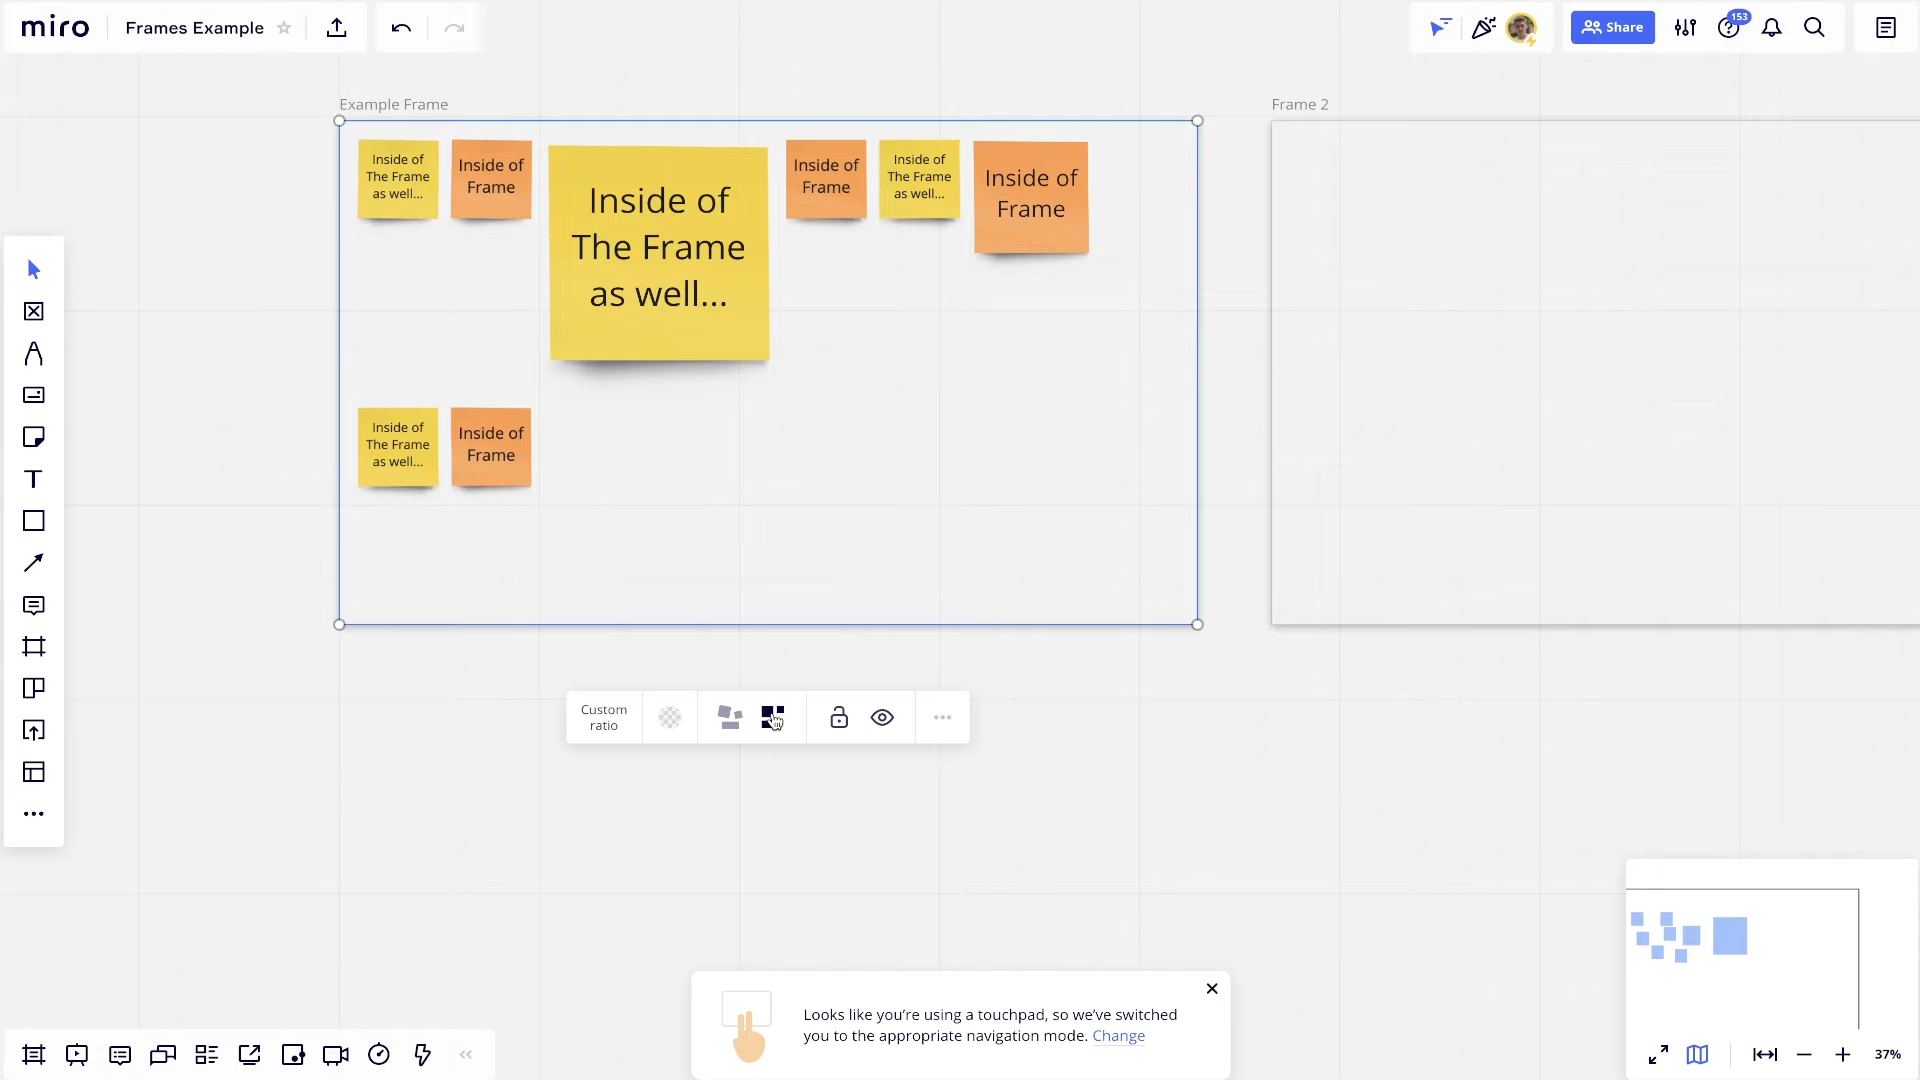 miro
Frames Example
Share
153
Example Frame
Frame 2
Inside of
The Frame
as well...
Inside of
Frame
Inside of
The Frame
as well...
Inside of
Frame
Inside of
The Frame
as well...
Inside of
Frame
Inside of
The Frame
as well...
Inside of
Frame
Custom
ratio
Looks like you're using a touchpad, so we've switched
you to the appropriate navigation mode. Change
37%